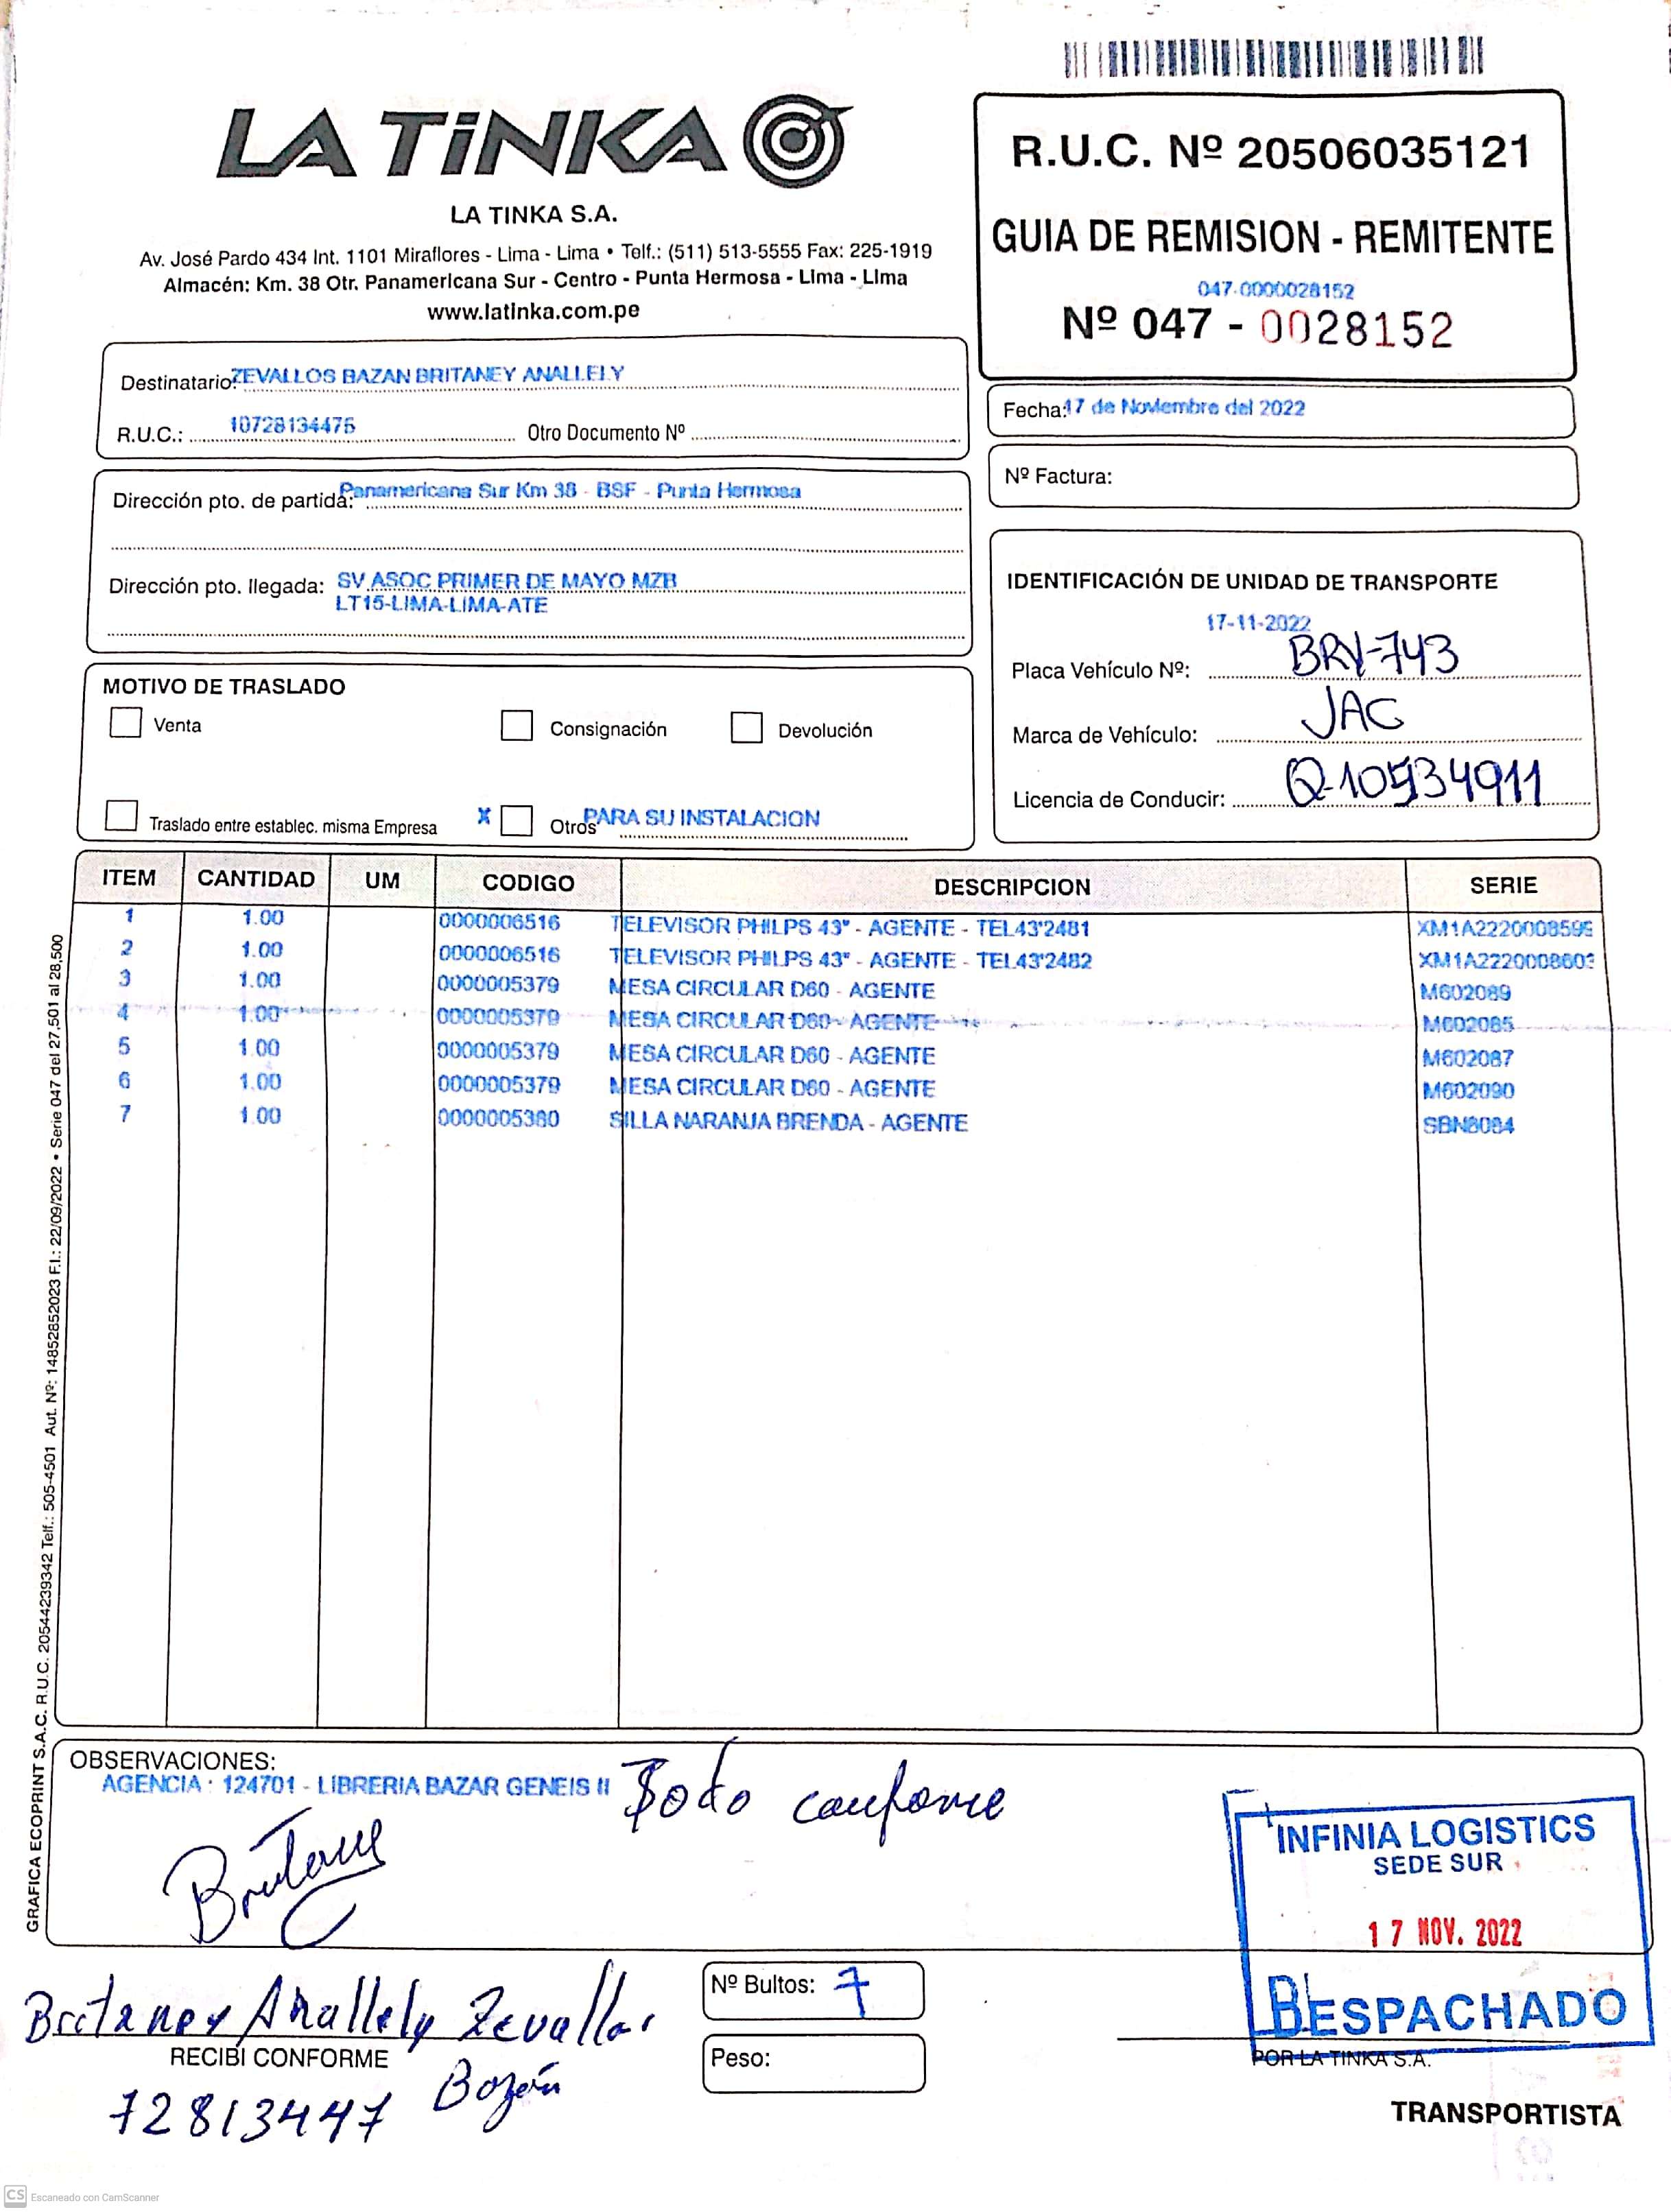 LA TiNKA
LA TINKA S.A.
Av. José Pardo 434 Int. 1101 Miraflores - Lima - Lima • Telf.: (511) 513-5555 Fax: 225-1919
Almacén: Km. 38 Otr. Panamericana Sur - Centro - Punta Hermosa - Lima - Lima
www.latinka.com.pe
R.U.C. Nº 20506035121
GUIA DE REMISION - REMITENTE
047-0000028152
Nº 047 - 0028152
Destinatario: ZEVALLOS BAZAN BRITANEY ANALLELY
R.U.C.: 10728134475 Otro Documento Nº
Fecha: 17 de Noviembre del 2022
Nº Factura:
Dirección pto. de partida: Panamericana Sur Km 38 - BSF - Punta Hermosa
Dirección pto. llegada: SV ASOC PRIMER DE MAYO MZB
LT15-LIMA-LIMA-ATE
IDENTIFICACIÓN DE UNIDAD DE TRANSPORTE
17-11-2022
Placa Vehículo Nº: BRV-743
Marca de Vehículo: JAC
Licencia de Conducir: Q-10534911
MOTIVO DE TRASLADO
Venta Consignación Devolución
Traslado entre establec. misma Empresa X Otros PARA SU INSTALACION
ITEM CANTIDAD UM CODIGO DESCRIPCION SERIE
1 1.00 0000006516 TELEVISOR PHILPS 43" - AGENTE - TEL43'2481 XM1A2220008599
2 1.00 0000006516 TELEVISOR PHILPS 43" - AGENTE - TEL43'2482 XM1A2220008603
3 1.00 0000005379 MESA CIRCULAR D60 - AGENTE M602089
4 1.00 0000005379 MESA CIRCULAR D60 - AGENTE M602085
5 1.00 0000005379 MESA CIRCULAR D60 - AGENTE M602087
6 1.00 0000005379 MESA CIRCULAR D60 - AGENTE M602090
7 1.00 0000005380 SILLA NARANJA BRENDA - AGENTE SBN8084
GRAFICA ECOPRINT S.A.C. R.U.C. 20544239342 Telf.: 505-4501 Aut. Nº: 14852852023 F.I.: 22/09/2022 • Serie 047 del 27,501 al 28,500
OBSERVACIONES:
AGENCIA : 124701 - LIBRERIA BAZAR GENEIS II
Todo conforme
Britaney
INFINIA LOGISTICS
SEDE SUR
17 NOV. 2022
DESPACHADO
Britaney Anallely Zevallos
Bazán
RECIBÍ CONFORME
72813447
Nº Bultos: 7
Peso:
POR LA TINKA S.A.
TRANSPORTISTA
CS Escaneado con CamScanner